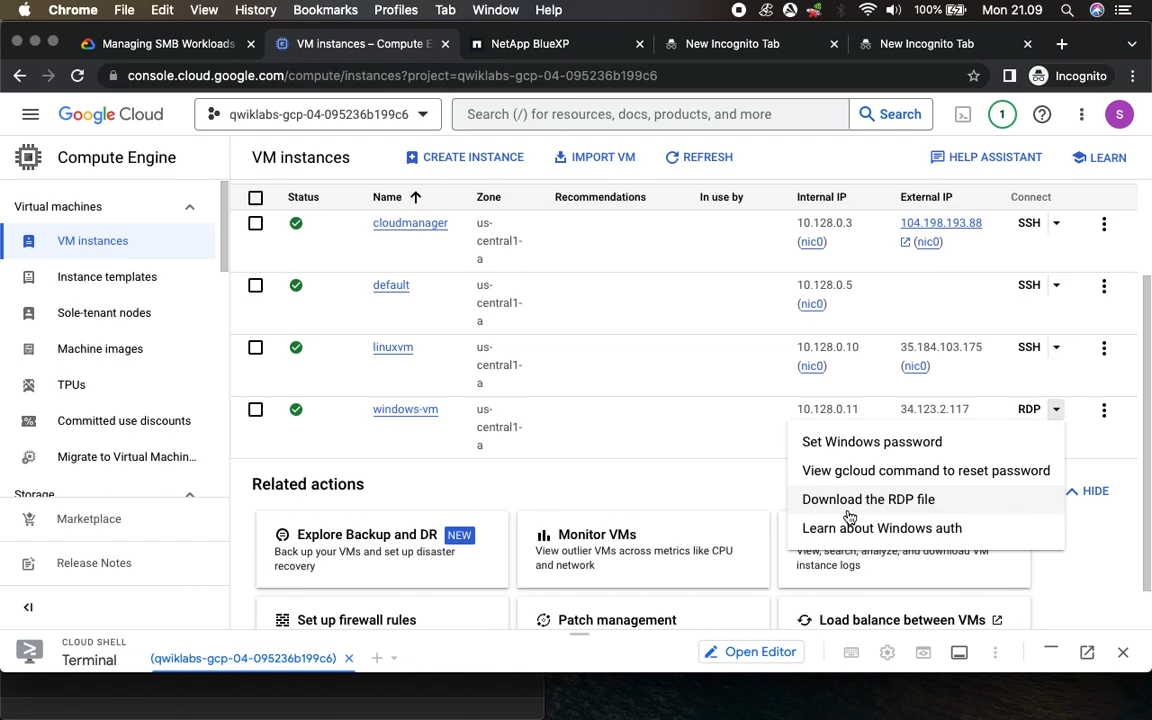 Chrome File Edit View History Bookmarks Profiles Tab Window Help 100% Mon 21.09
Managing SMB Workloads VM instances – Compute E NetApp BlueXP New Incognito Tab New Incognito Tab
console.cloud.google.com/compute/instances?project=qwiklabs-gcp-04-095236b199c6 Incognito
Google Cloud qwiklabs-gcp-04-095236b199c6 Search (/) for resources, docs, products, and more Search 1 S
Compute Engine VM instances CREATE INSTANCE IMPORT VM REFRESH HELP ASSISTANT LEARN
Virtual machines
VM instances
Instance templates
Sole-tenant nodes
Machine images
TPUs
Committed use discounts
Migrate to Virtual Machin...
Storage
Marketplace
Release Notes
Status Name Zone Recommendations In use by Internal IP External IP Connect
cloudmanager us- 10.128.0.3 104.198.193.88 SSH
central1- (nic0) (nic0)
a
default us- 10.128.0.5 SSH
central1- (nic0)
a
linuxvm us- 10.128.0.10 35.184.103.175 SSH
central1- (nic0) (nic0)
a
windows-vm us- 10.128.0.11 34.123.2.117 RDP
central1-
a
Set Windows password
View gcloud command to reset password
Download the RDP file
Learn about Windows auth
Related actions HIDE
Explore Backup and DR NEW
Back up your VMs and set up disaster
recovery
Monitor VMs
View outlier VMs across metrics like CPU
and network
View, search, analyze, and download VM
instance logs
Set up firewall rules Patch management Load balance between VMs
CLOUD SHELL
Terminal (qwiklabs-gcp-04-095236b199c6) Open Editor